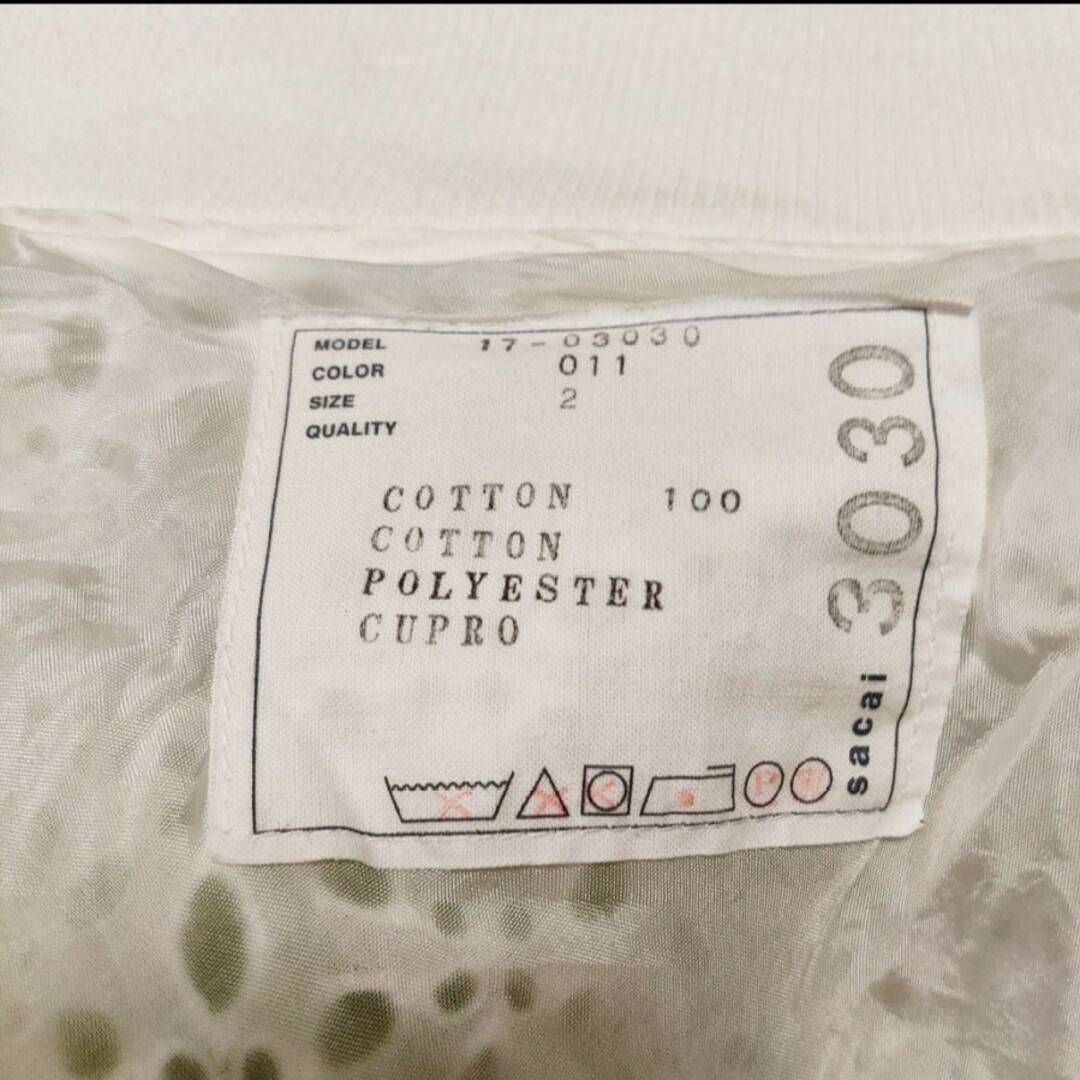 MODEL 17-03030
COLOR 011
SIZE 2
QUALITY
COTTON 100
COTTON
POLYESTER
CUPRO
P
sacai 3030